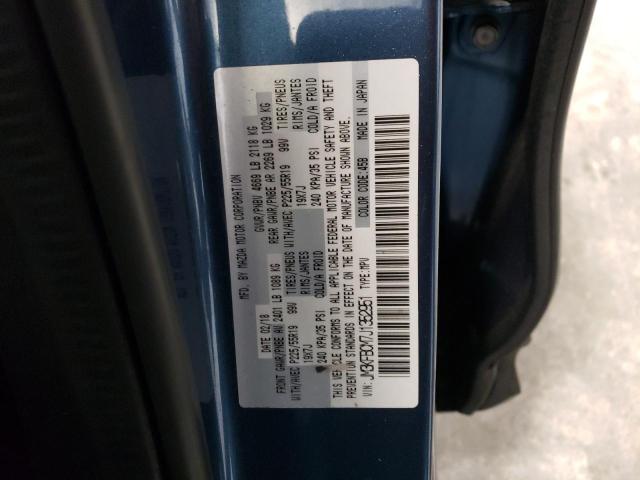 MFD. BY MAZDA MOTOR CORPORATION
DATE 02/18 GVWR/PNBV 4669 LB 2118 KG
FRONT GAWR/PNBE AV 2401 LB 1089 KG REAR GAWR/PNBE AR 2269 LB 1029 KG
WITH/AVEC P225/55R19 99V TIRES/PNEUS WITH/AVEC P225/55R19 99V TIRES/PNEUS
19X7J RIMS/JANTES 19X7J RIMS/JANTES
240 KPA/35 PSI COLD/A FROID 240 KPA/35 PSI COLD/A FROID
THIS VEHICLE CONFORMS TO ALL APPLICABLE FEDERAL MOTOR VEHICLE SAFETY AND THEFT
PREVENTION STANDARDS IN EFFECT ON THE DATE OF MANUFACTURE SHOWN ABOVE.
VIN: JM3KFBCM7J1352951 TYPE:MPV COLOR CODE:45B MADE IN JAPAN